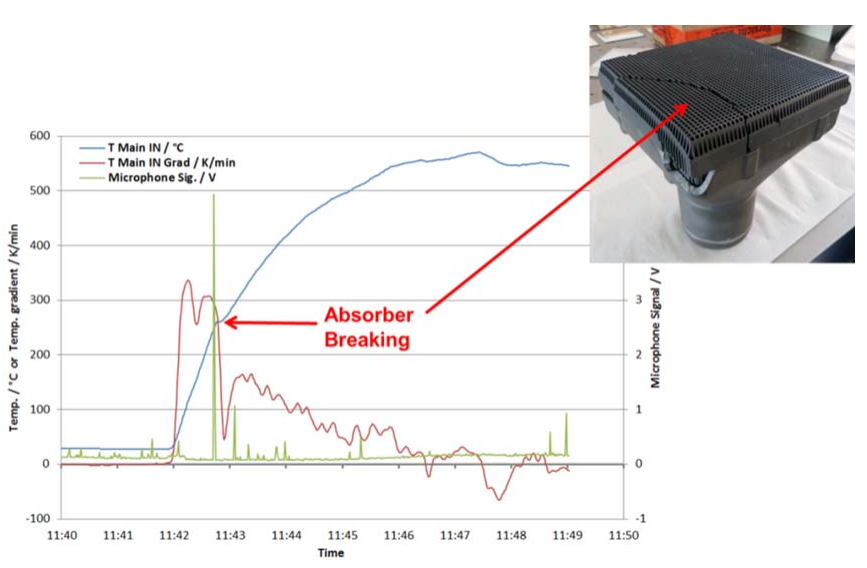 600
500
400
300
200
100
0
-100
3
2
1
0
-1
T Main IN / °C
T Main IN Grad / K/min
Microphone Sig. / V
Absorber
Breaking
Temp. / °C or Temp. gradient / K/min
Microphone Signal / V
11:40 11:41 11:42 11:43 11:44 11:45 11:46 11:47 11:48 11:49 11:50
Time